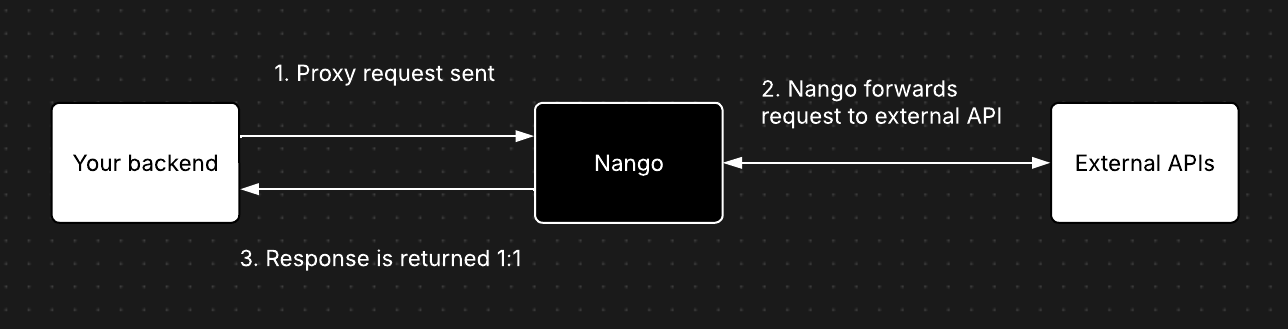 1. Proxy request sent
2. Nango forwards
request to external API
Your backend
Nango
External APIs
3. Response is returned 1:1